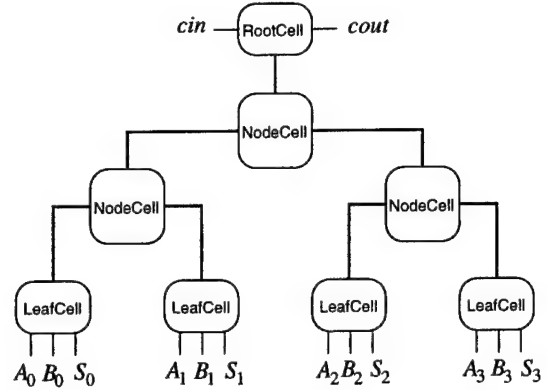 cin RootCell cout
NodeCell
NodeCell NodeCell
LeafCell LeafCell LeafCell LeafCell
A0 B0 S0 A1 B1 S1 A2 B2 S2 A3 B3 S3